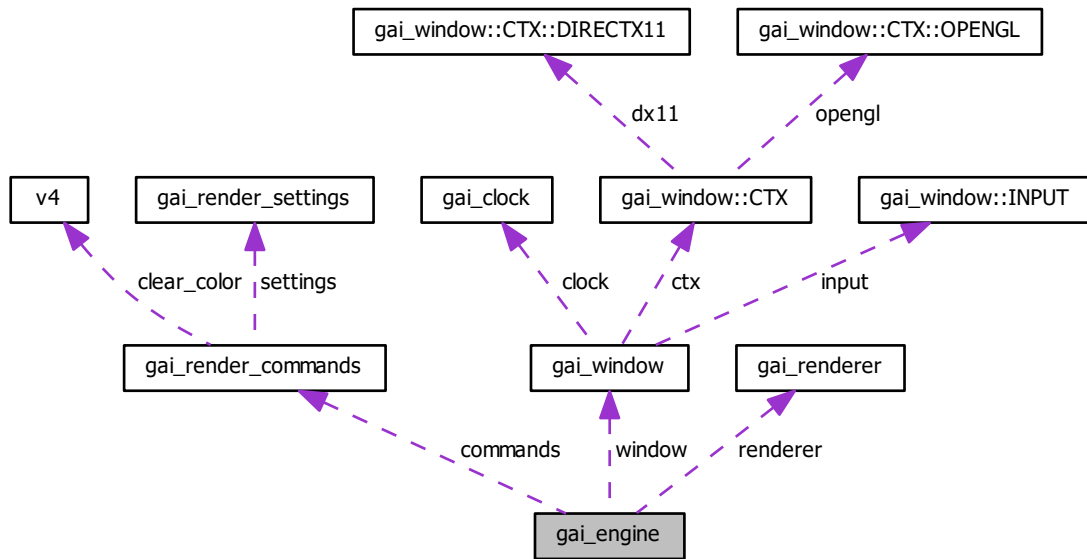 gai_window::CTX::DIRECTX11
gai_window::CTX::OPENGL
dx11
opengl
v4
gai_render_settings
gai_clock
gai_window::CTX
gai_window::INPUT
clear_color
settings
clock
ctx
input
gai_render_commands
gai_window
gai_renderer
commands
window
renderer
gai_engine